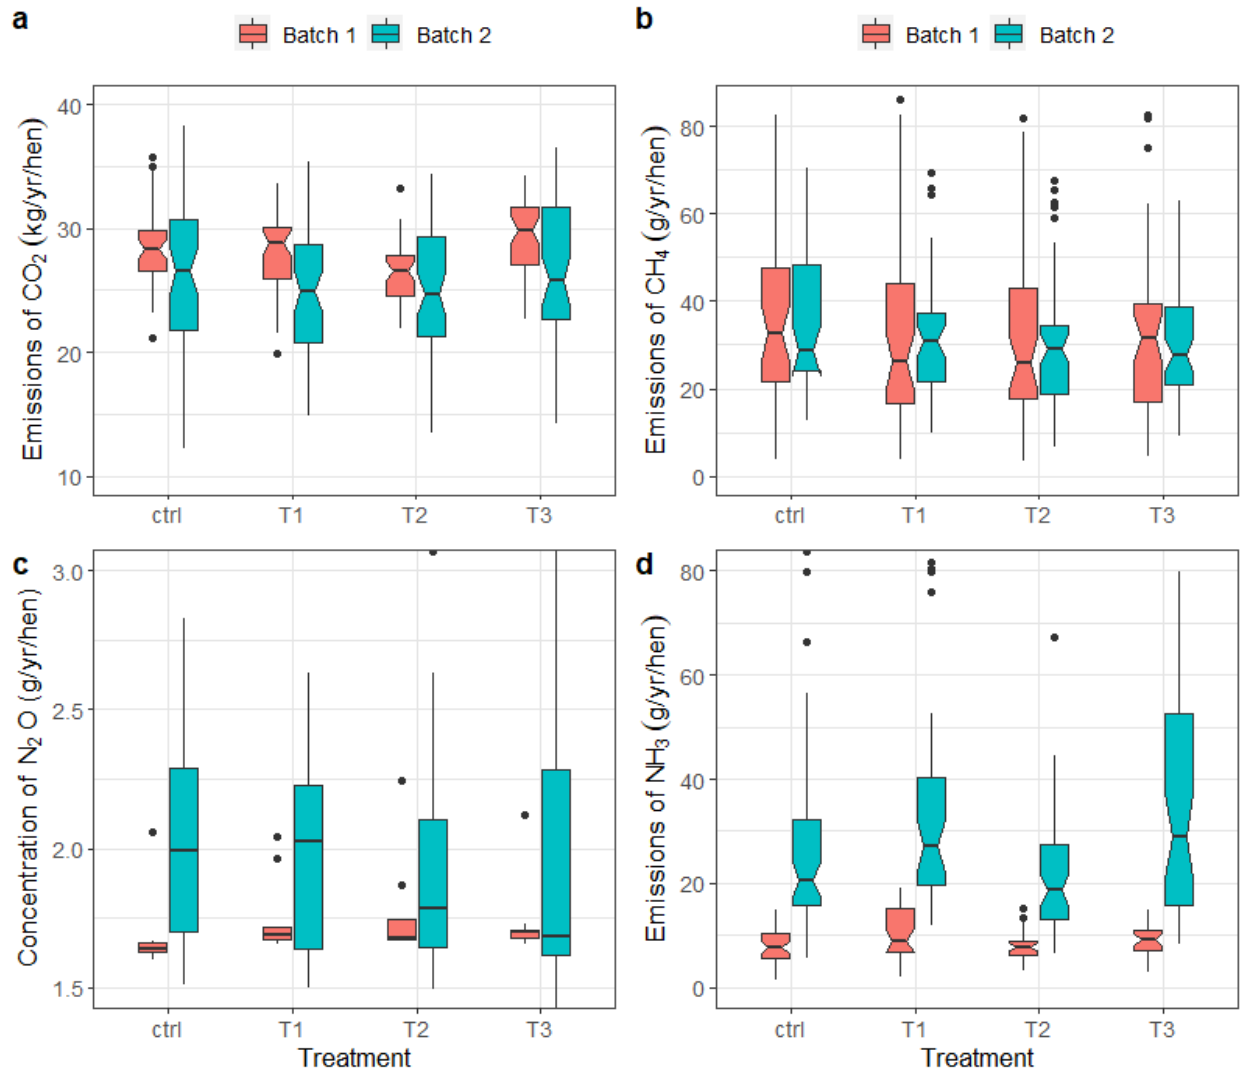 a
Batch 1 Batch 2
b
Batch 1 Batch 2
Emissions of CO₂ (kg/yr/hen)
40
30
20
10
ctrl T1 T2 T3
Emissions of CH₄ (g/yr/hen)
80
60
40
20
0
ctrl T1 T2 T3
c
Concentration of N₂ O (g/yr/hen)
3.0
2.5
2.0
1.5
ctrl T1 T2 T3
Treatment
d
Emissions of NH₃ (g/yr/hen)
80
60
40
20
0
ctrl T1 T2 T3
Treatment